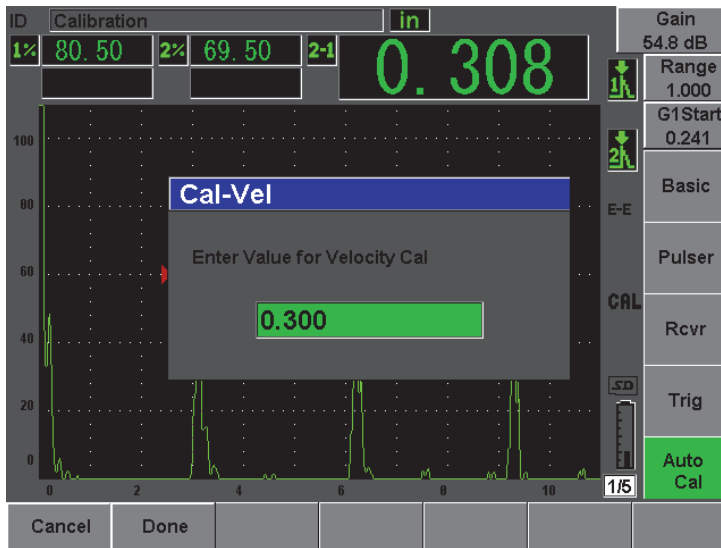 ID Calibration in
1% 80.50 2% 69.50 2-1 0.308
Gain
54.8 dB
Range
1.000
G1Start
0.241
Basic
Pulser
Rcvr
Trig
Auto
Cal
1
2
E-E
CAL
SD
1/5
100
80
60
40
20
0
0 2 4 6 8 10
Cal-Vel
Enter Value for Velocity Cal
0.300
Cancel Done